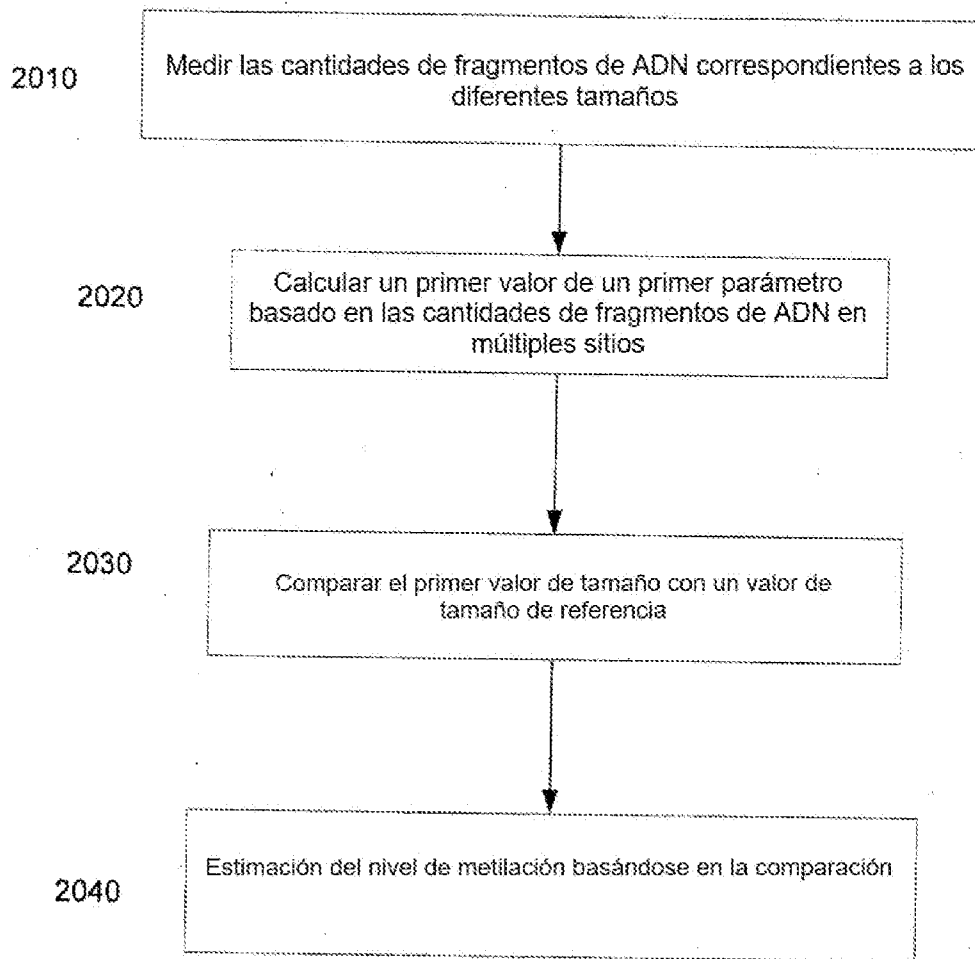 2010
Medir las cantidades de fragmentos de ADN correspondientes a los
diferentes tamaños
2020
Calcular un primer valor de un primer parámetro
basado en las cantidades de fragmentos de ADN en
múltiples sitios
2030
Comparar el primer valor de tamaño con un valor de
tamaño de referencia
2040
Estimación del nivel de metilación basándose en la comparación